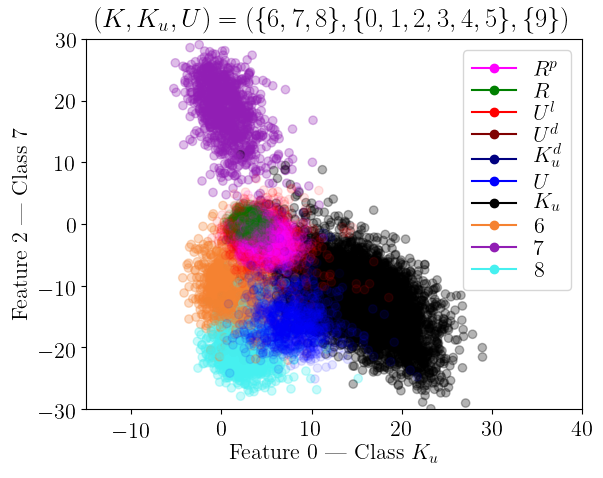 (K, K_u, U) = ({6, 7, 8}, {0, 1, 2, 3, 4, 5}, {9})
30
20
10
0
−10
−20
−30
Feature 2 — Class 7
R^p
R
U^l
U^d
K_u^d
U
K_u
6
7
8
−10
0
10
20
30
40
Feature 0 — Class K_u